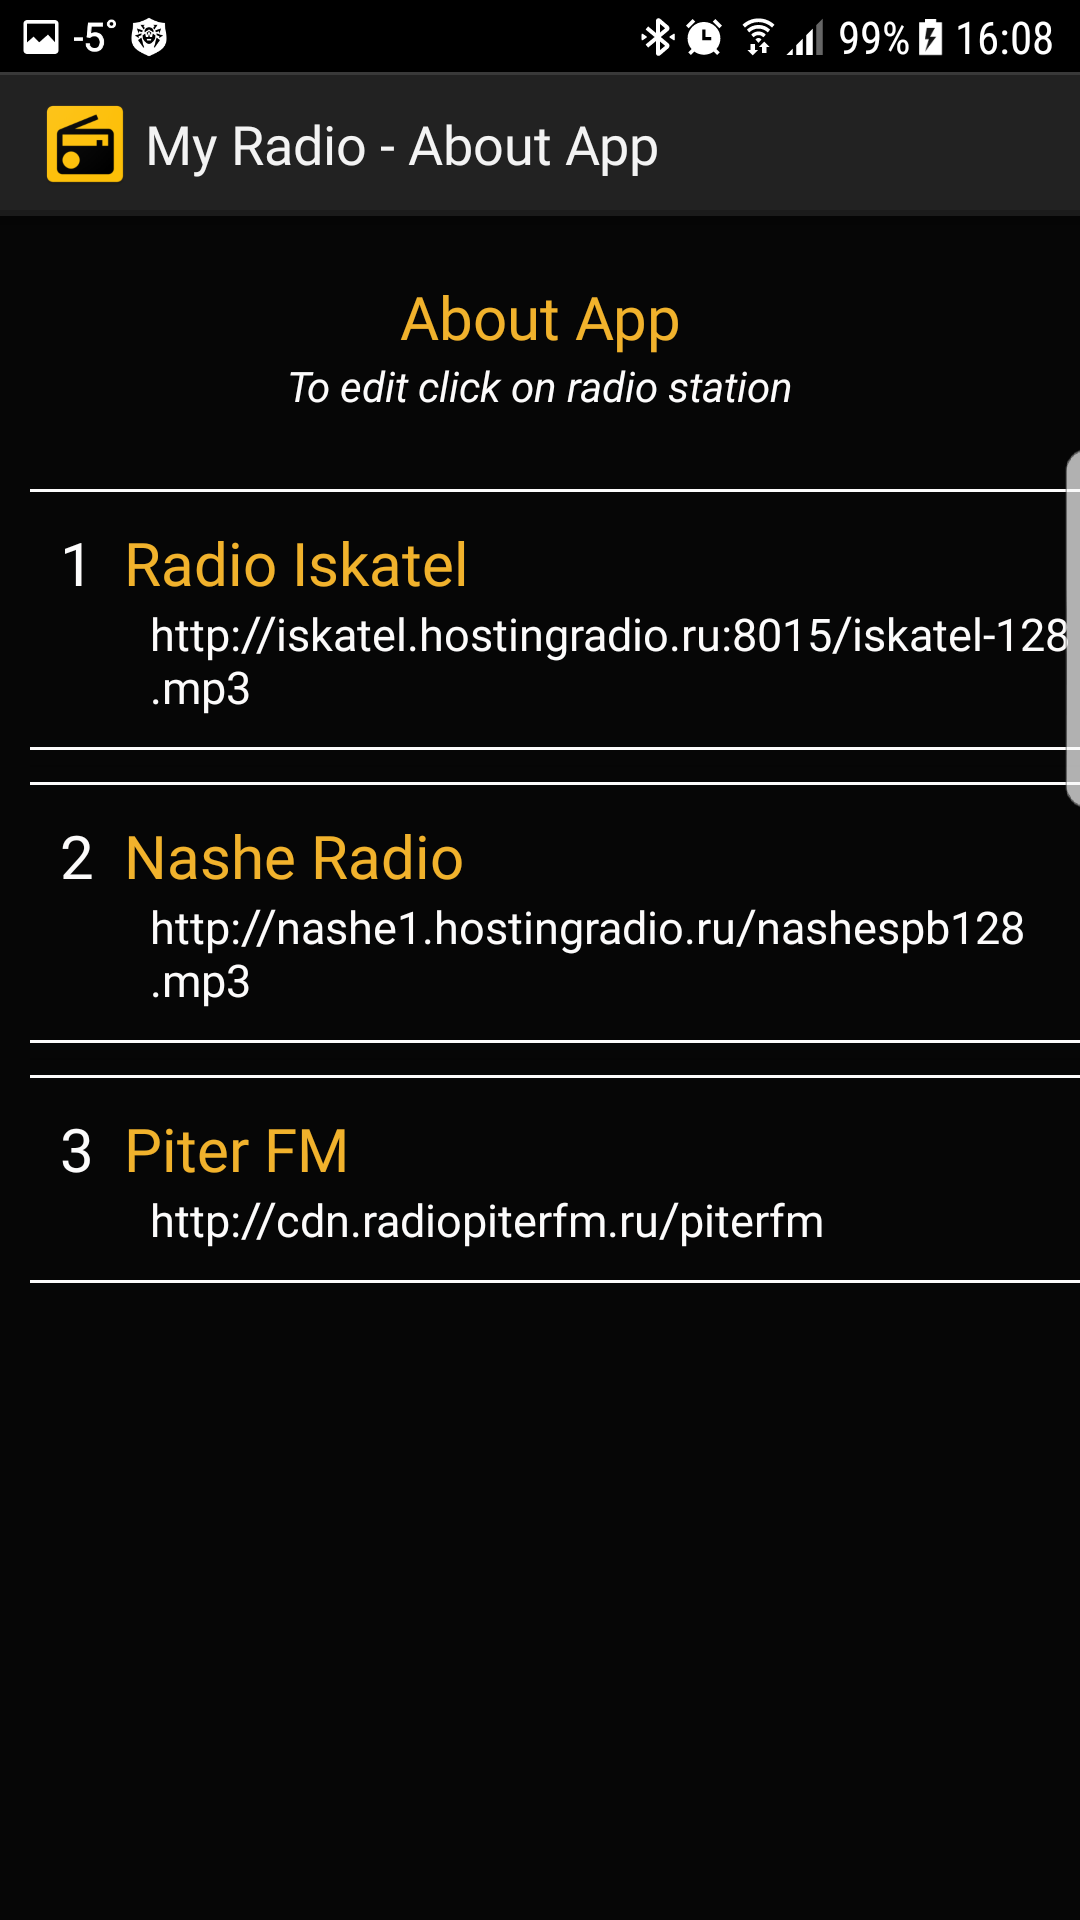 -5° 99% 16:08
My Radio - About App
About App
To edit click on radio station
1 Radio Iskatel
http://iskatel.hostingradio.ru:8015/iskatel-128
.mp3
2 Nashe Radio
http://nashe1.hostingradio.ru/nashespb128
.mp3
3 Piter FM
http://cdn.radiopiterfm.ru/piterfm